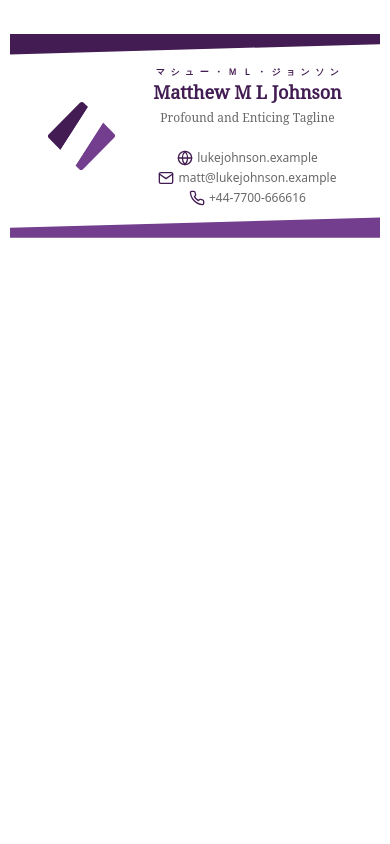 マシュー・ＭＬ・ジョンソン
Matthew M L Johnson
Profound and Enticing Tagline
lukejohnson.example
matt@lukejohnson.example
+44-7700-666616